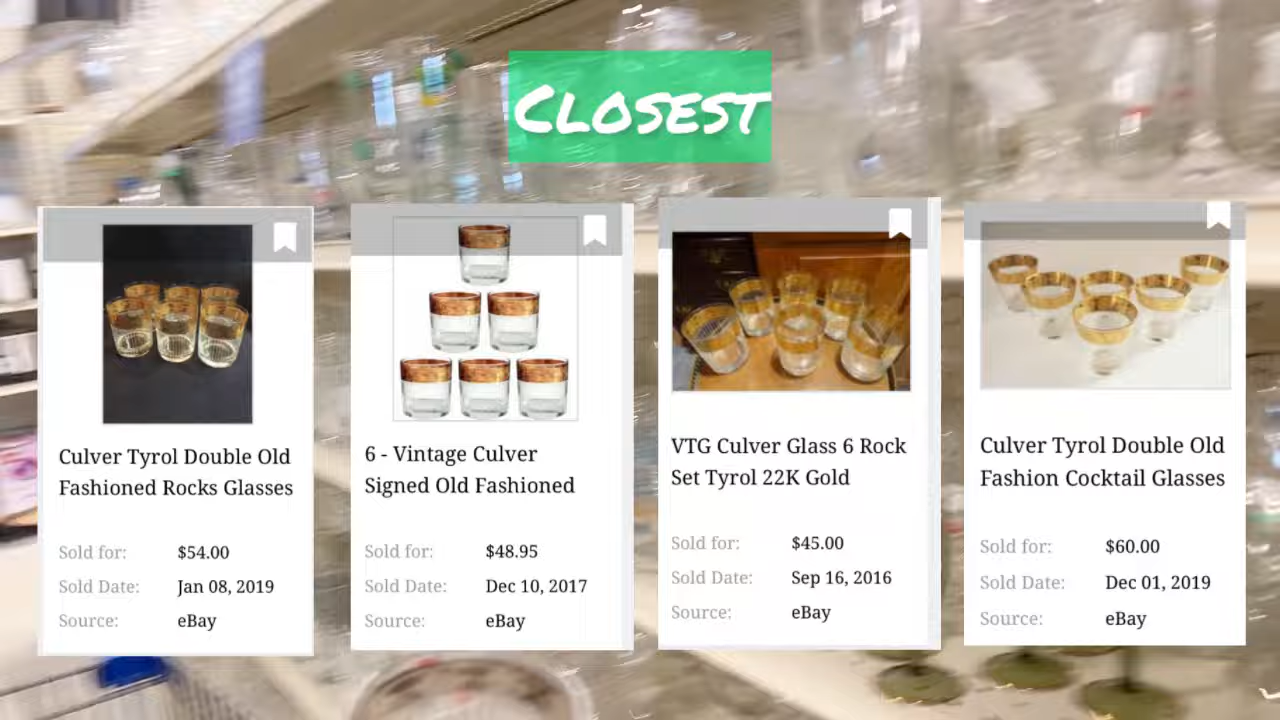 CLOSEST
Culver Tyrol Double Old
Fashioned Rocks Glasses
Sold for: $54.00
Sold Date: Jan 08, 2019
Source: eBay
6 - Vintage Culver
Signed Old Fashioned
Sold for: $48.95
Sold Date: Dec 10, 2017
Source: eBay
VTG Culver Glass 6 Rock
Set Tyrol 22K Gold
Sold for: $45.00
Sold Date: Sep 16, 2016
Source: eBay
Culver Tyrol Double Old
Fashion Cocktail Glasses
Sold for: $60.00
Sold Date: Dec 01, 2019
Source: eBay